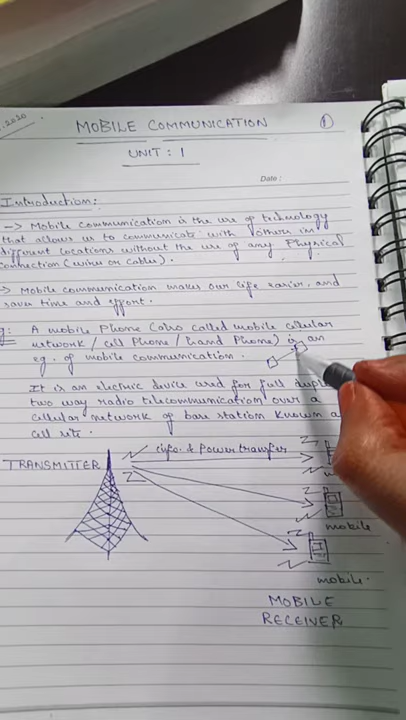 .2020
MOBILE COMMUNICATION
1
UNIT : 1
Date :
Introduction:
-> Mobile communication is the use of technology
that allows us to communicate with others in
different locations without the use of any Physical
connection (wires or cables).
-> Mobile communication makes our life easier, and
saves time and effort.
eg: A mobile Phone (also called mobile cellular
network / cell Phone / hand Phone) is an
eg. of mobile communication.
It is an electric device used for full duplex
two way radio telecommunication over a
cellular network of base station known a
cell site.
TRANSMITTER
info. & Power transfer
mobile
mobile.
MOBILE
RECEIVER